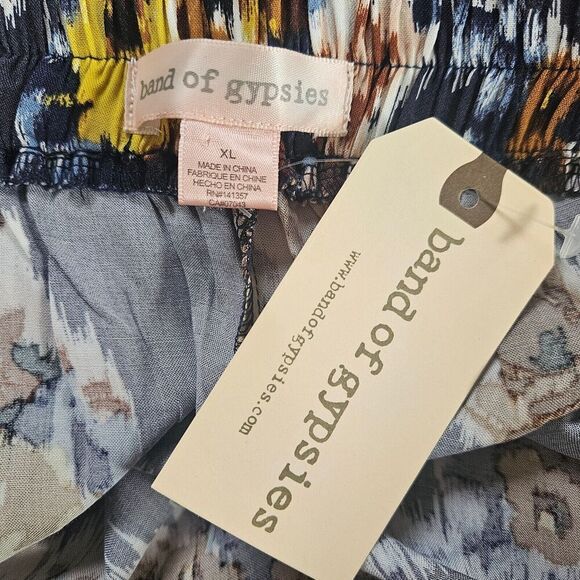 band of gypsies
XL
MADE IN CHINA
FABRIQUE EN CHINE
HECHO EN CHINA
RN#141357
CA#07043
band of gypsies
www.bandofgypsies.com